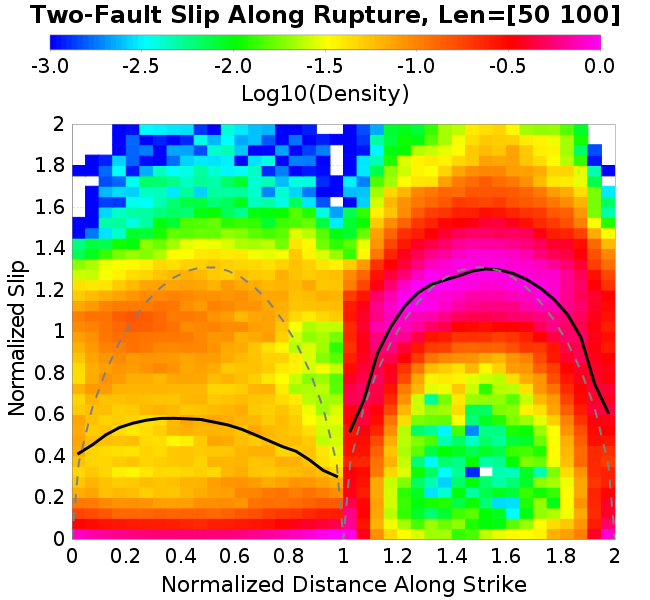 Two-Fault Slip Along Rupture, Len=[50 100]
-3.0 -2.5 -2.0 -1.5 -1.0 -0.5 0.0
Log10(Density)
2
1.8
1.6
1.4
1.2
1
0.8
0.6
0.4
0.2
0
Normalized Slip
0 0.2 0.4 0.6 0.8 1 1.2 1.4 1.6 1.8 2
Normalized Distance Along Strike